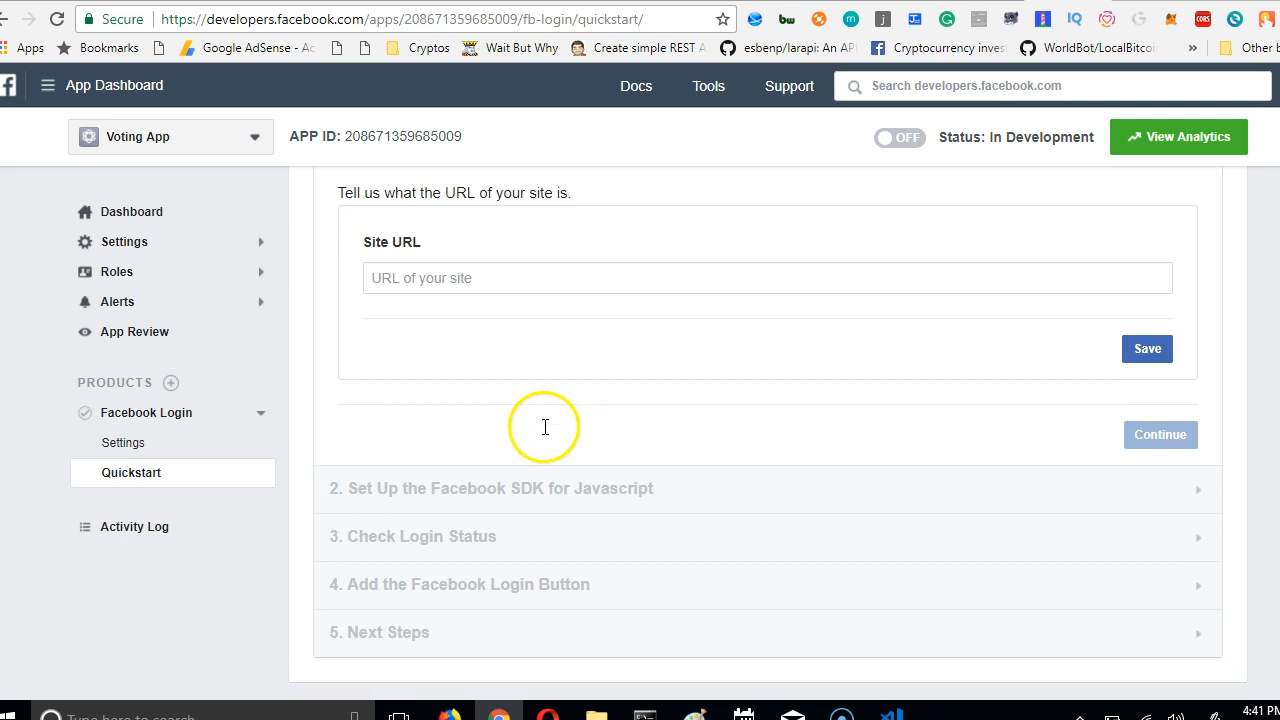 Secure https://developers.facebook.com/apps/208671359685009/fb-login/quickstart/
Apps Bookmarks Google AdSense - Ac Cryptos Wait But Why Create simple REST A esbenp/larapi: An API Cryptocurrency inves WorldBot/LocalBitcoi » Other b
App Dashboard Docs Tools Support Search developers.facebook.com
Voting App APP ID: 208671359685009 OFF Status: In Development View Analytics
Tell us what the URL of your site is.
Site URL
URL of your site
Save
Continue
2. Set Up the Facebook SDK for Javascript
3. Check Login Status
4. Add the Facebook Login Button
5. Next Steps
Dashboard
Settings
Roles
Alerts
App Review
PRODUCTS
Facebook Login
Settings
Quickstart
Activity Log
Type here to search
4:41 PM